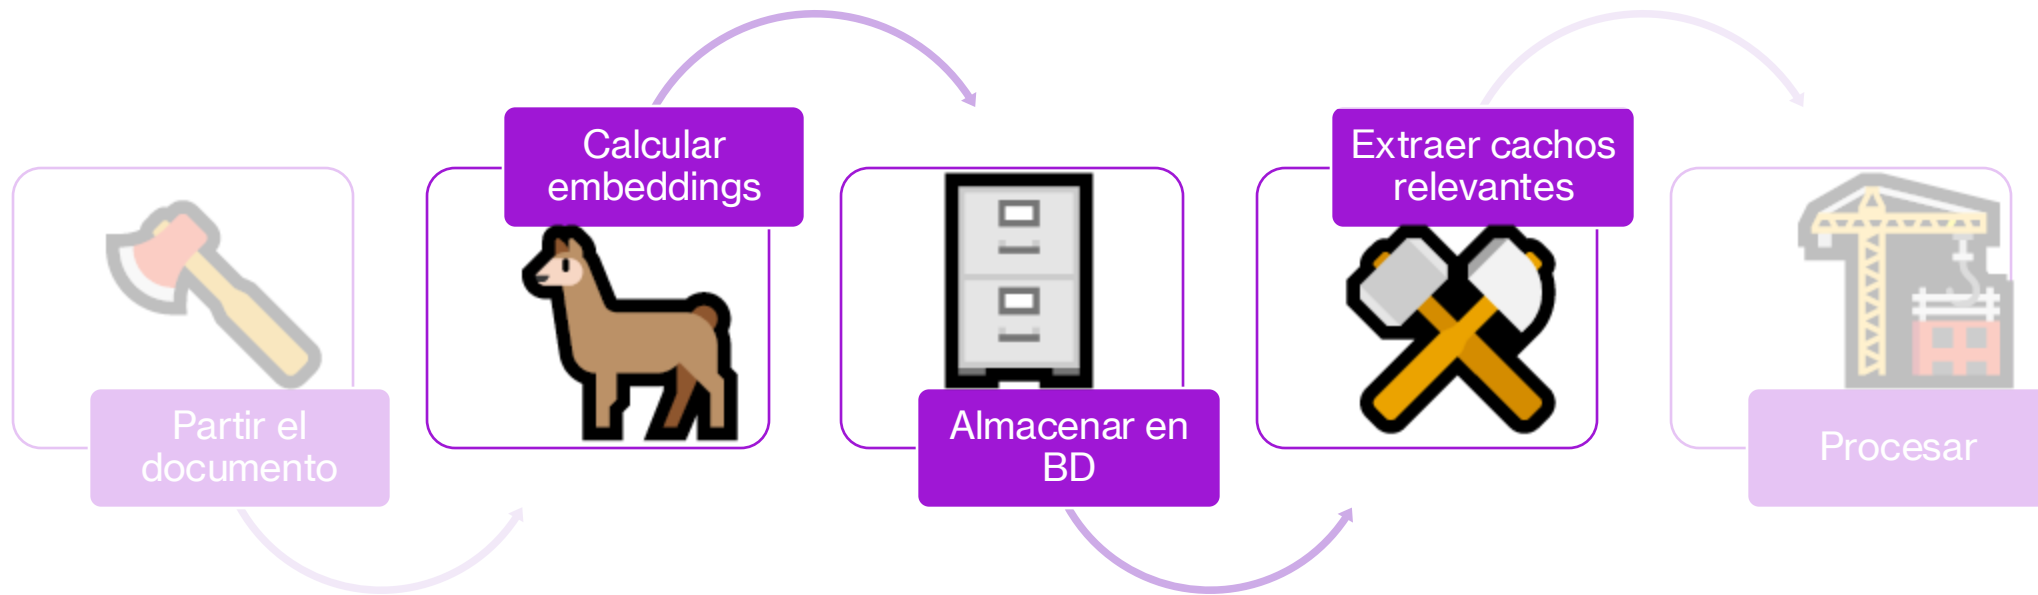 Partir el
documento
Calcular
embeddings
Almacenar en
BD
Extraer cachos
relevantes
Procesar